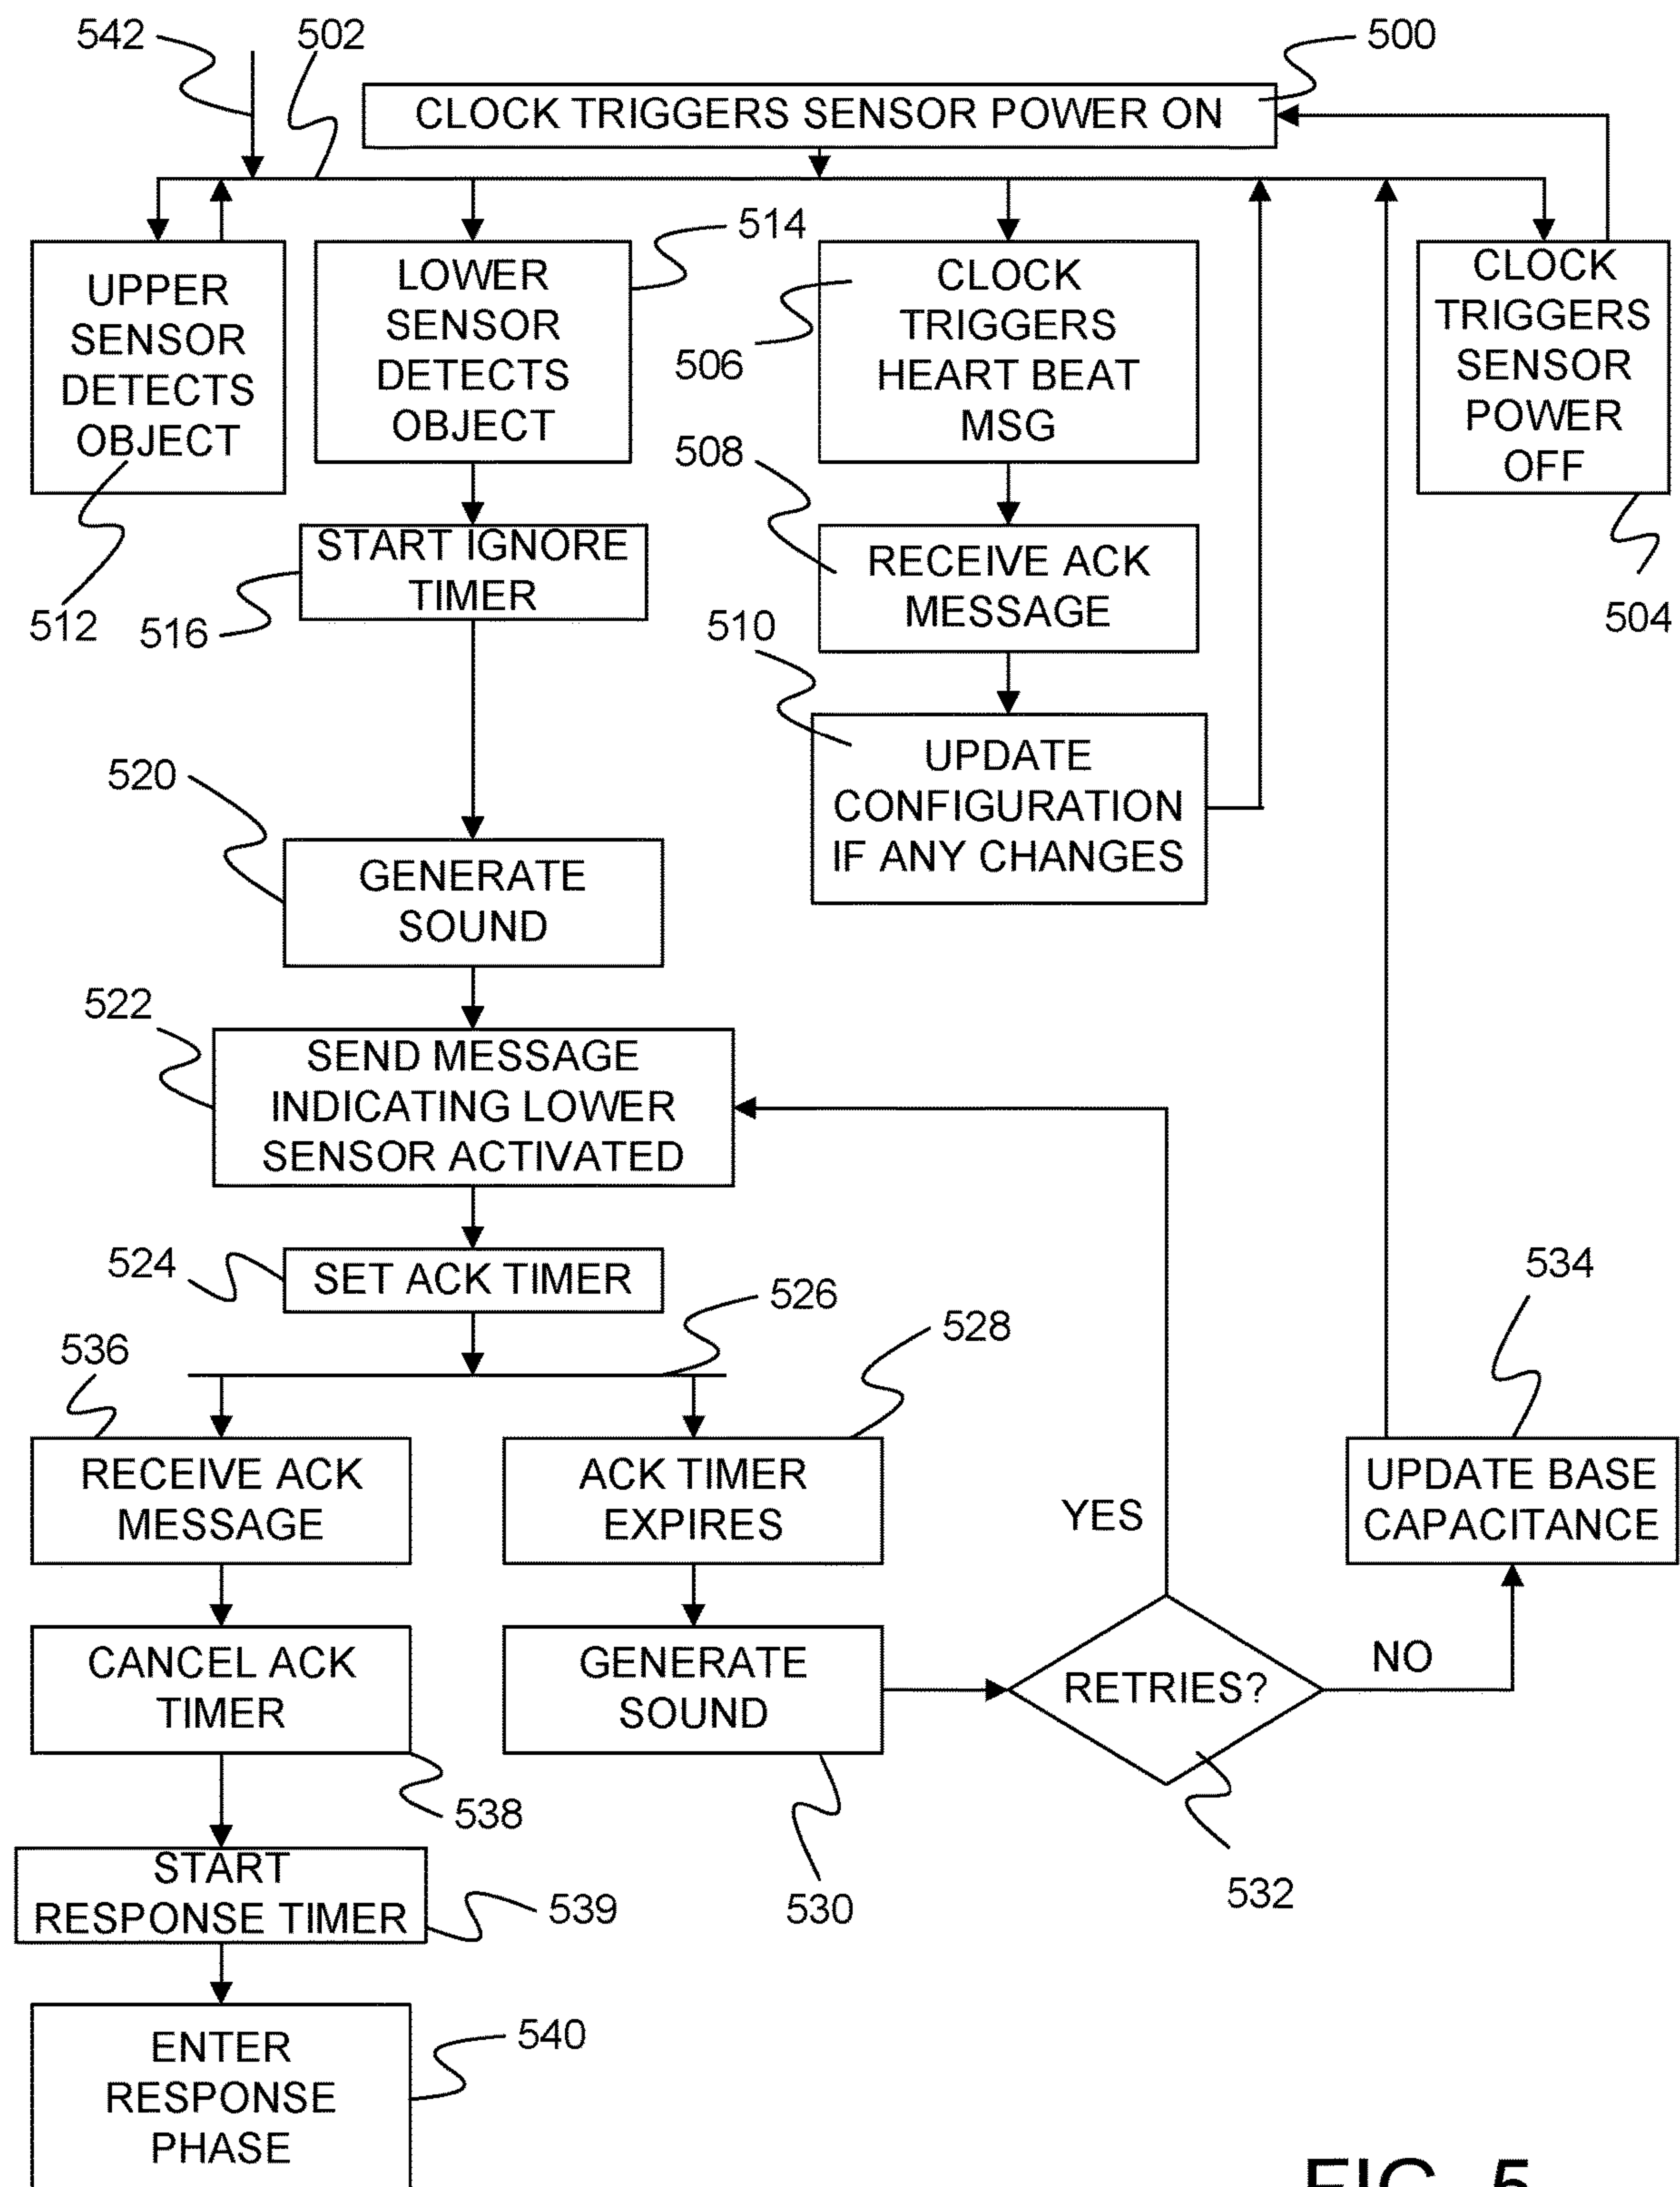 542
502
500
CLOCK TRIGGERS SENSOR POWER ON
514
UPPER
SENSOR
DETECTS
OBJECT
LOWER
SENSOR
DETECTS
OBJECT
506
CLOCK
TRIGGERS
HEART BEAT
MSG
CLOCK
TRIGGERS
SENSOR
POWER
OFF
508
512
516
START IGNORE
TIMER
RECEIVE ACK
MESSAGE
504
510
UPDATE
CONFIGURATION
IF ANY CHANGES
520
GENERATE
SOUND
522
SEND MESSAGE
INDICATING LOWER
SENSOR ACTIVATED
524
SET ACK TIMER
526
528
534
536
RECEIVE ACK
MESSAGE
ACK TIMER
EXPIRES
YES
UPDATE BASE
CAPACITANCE
CANCEL ACK
TIMER
GENERATE
SOUND
RETRIES?
NO
538
530
532
START
RESPONSE TIMER
539
ENTER
RESPONSE
PHASE
540
FIG. 5